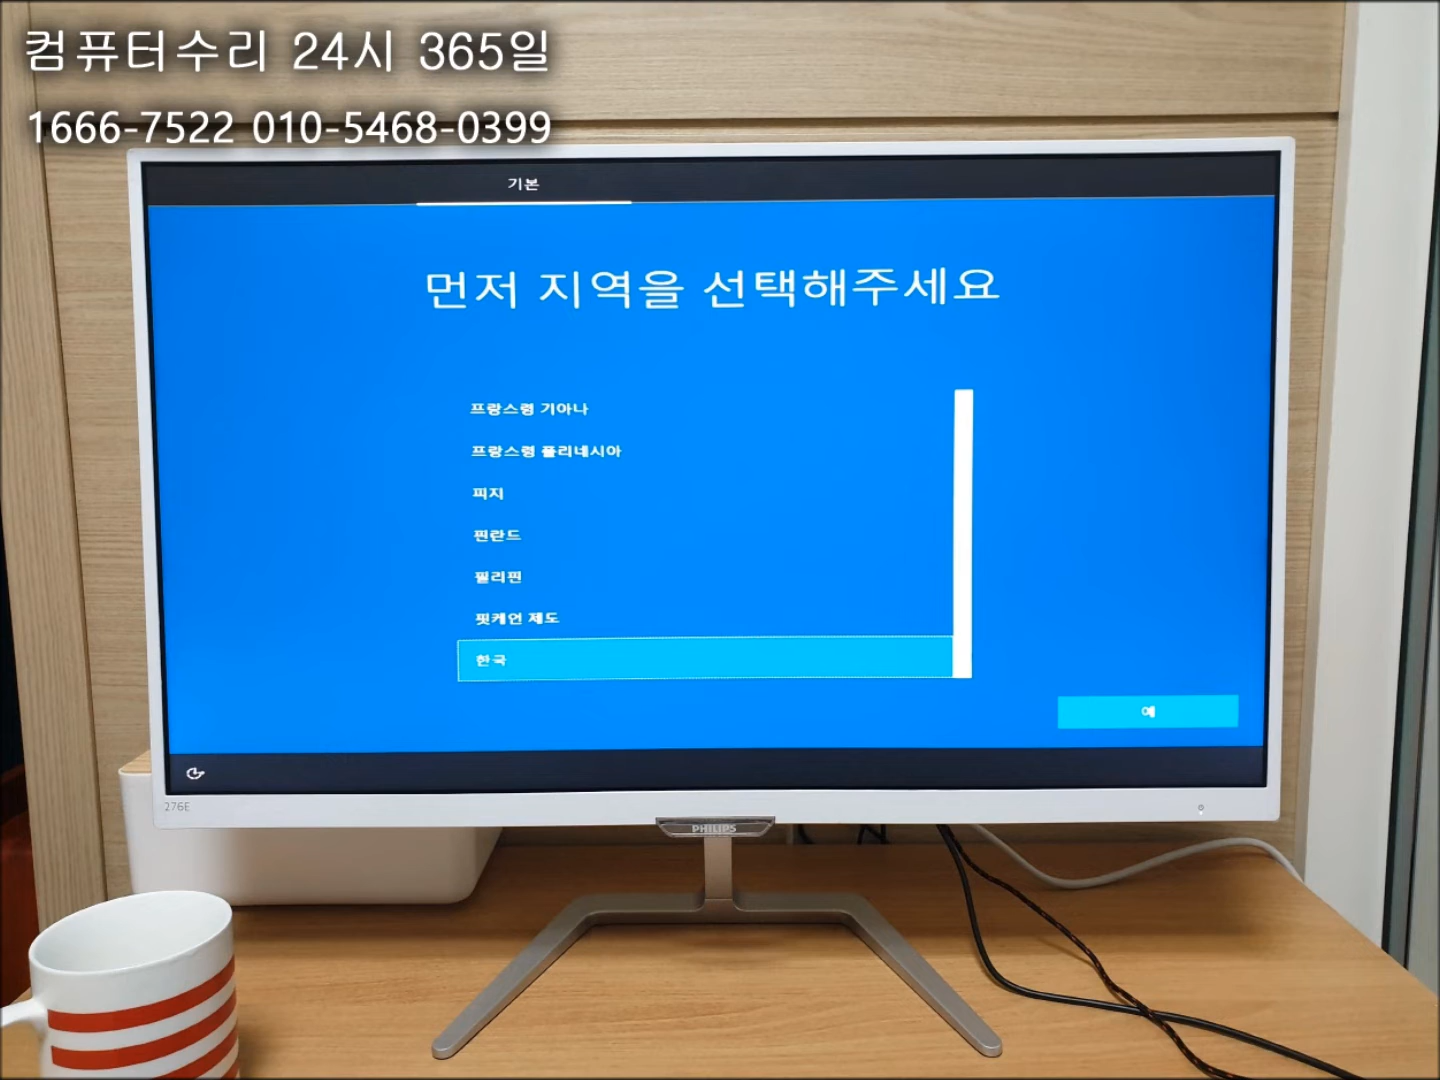 컴퓨터수리 24시 365일
1666-7522 010-5468-0399
기본
먼저 지역을 선택해주세요
프랑스령 기아나
프랑스령 폴리네시아
피지
핀란드
필리핀
핏케언 제도
한국
예
276E
PHILIPS